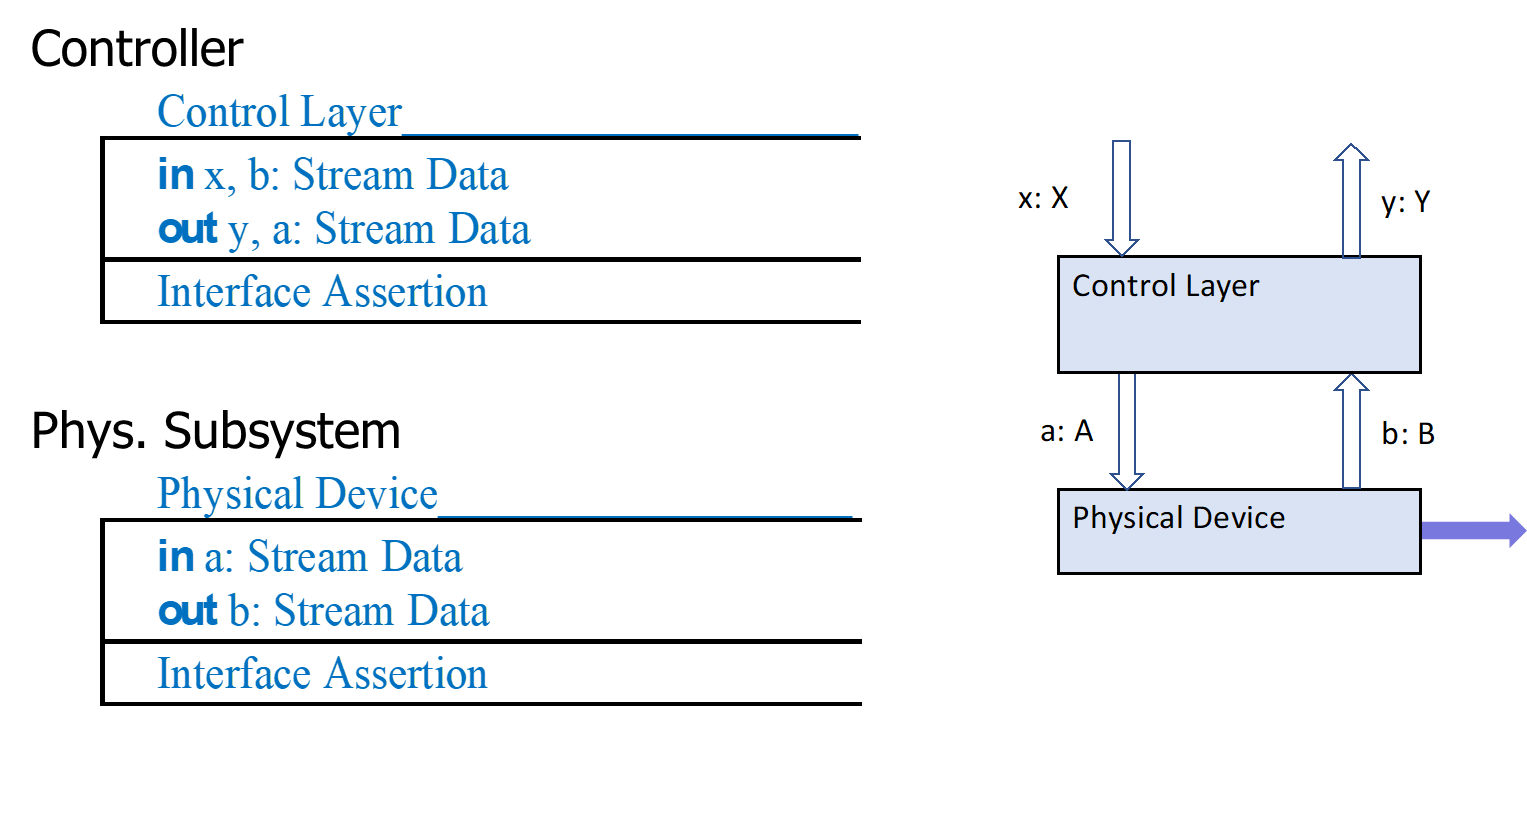 Controller
Control Layer
in x, b: Stream Data
out y, a: Stream Data
Interface Assertion
Phys. Subsystem
Physical Device
in a: Stream Data
out b: Stream Data
Interface Assertion
x: X
y: Y
Control Layer
a: A
b: B
Physical Device